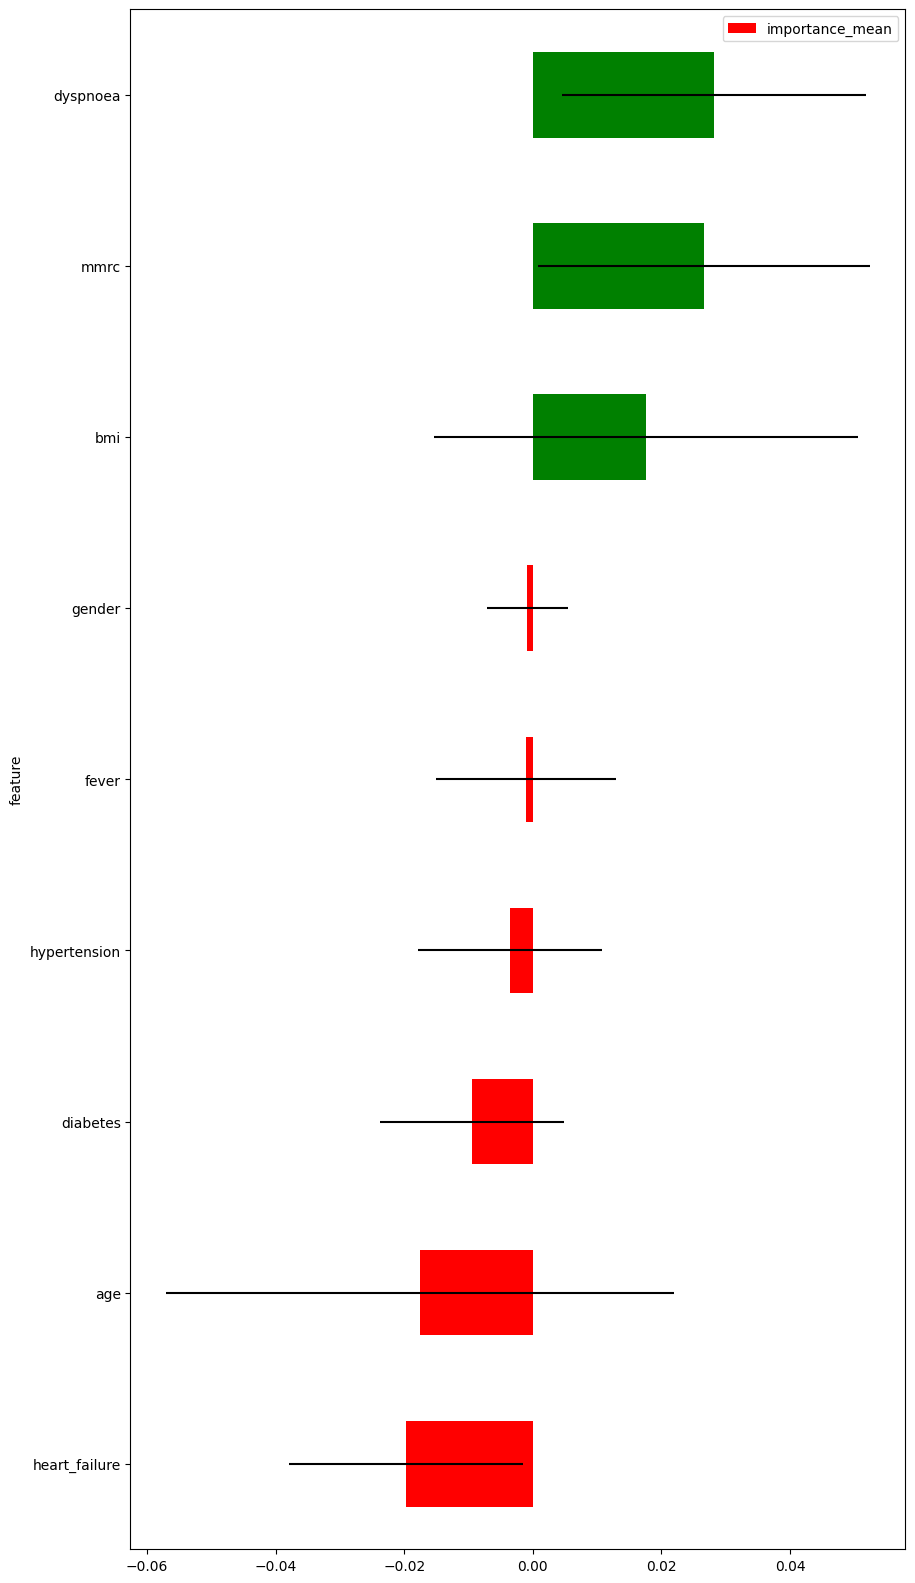 importance_mean
dyspnoea
mmrc
bmi
gender
fever
feature
hypertension
diabetes
age
heart_failure
−0.06 −0.04 −0.02 0.00 0.02 0.04